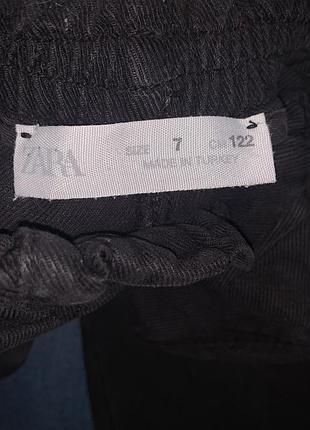 ZARA SIZE 7 CM 122
MADE IN TURKEY